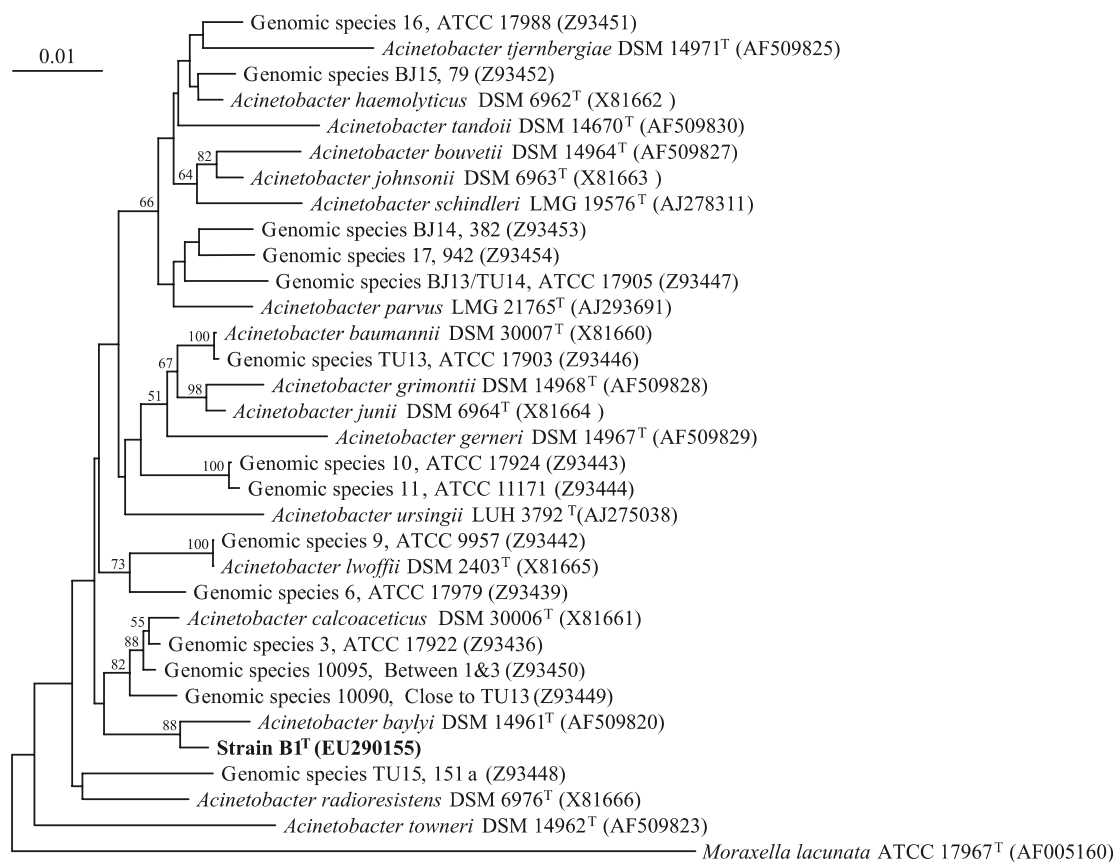 Genomic species 16, ATCC 17988 (Z93451)
0.01
Acinetobacter tjernbergiae DSM 14971T (AF509825)
Genomic species BJ15, 79 (Z93452)
Acinetobacter haemolyticus DSM 6962T (X81662 )
Acinetobacter tandoii DSM 14670T (AF509830)
Acinetobacter bouvetii DSM 14964T (AF509827)
82
Acinetobacter johnsonii DSM 6963T (X81663 )
64
Acinetobacter schindleri LMG 19576T (AJ278311)
66
Genomic species BJ14, 382 (Z93453)
Genomic species 17, 942 (Z93454)
Genomic species BJ13/TU14, ATCC 17905 (Z93447)
Acinetobacter parvus LMG 21765T (AJ293691)
Acinetobacter baumannii DSM 30007T (X81660)
100
Genomic species TU13, ATCC 17903 (Z93446)
67
Acinetobacter grimontii DSM 14968T (AF509828)
98
51
Acinetobacter junii DSM 6964T (X81664 )
Acinetobacter gerneri DSM 14967T (AF509829)
Genomic species 10, ATCC 17924 (Z93443)
100
Genomic species 11, ATCC 11171 (Z93444)
Acinetobacter ursingii LUH 3792 T(AJ275038)
Genomic species 9, ATCC 9957 (Z93442)
100
Acinetobacter lwoffii DSM 2403T (X81665)
73
Genomic species 6, ATCC 17979 (Z93439)
Acinetobacter calcoaceticus DSM 30006T (X81661)
55
Genomic species 3, ATCC 17922 (Z93436)
88
Genomic species 10095, Between 1&3 (Z93450)
82
Genomic species 10090, Close to TU13 (Z93449)
Acinetobacter baylyi DSM 14961T (AF509820)
88
Strain B1T (EU290155)
Genomic species TU15, 151a (Z93448)
Acinetobacter radioresistens DSM 6976T (X81666)
Acinetobacter towneri DSM 14962T (AF509823)
Moraxella lacunata ATCC 17967T (AF005160)